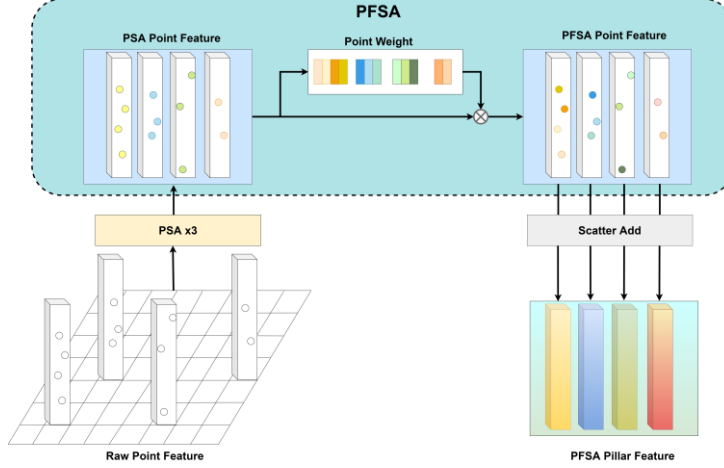 PFSA
PSA Point Feature
Point Weight
PFSA Point Feature
PSA x3
Scatter Add
Raw Point Feature
PFSA Pillar Feature